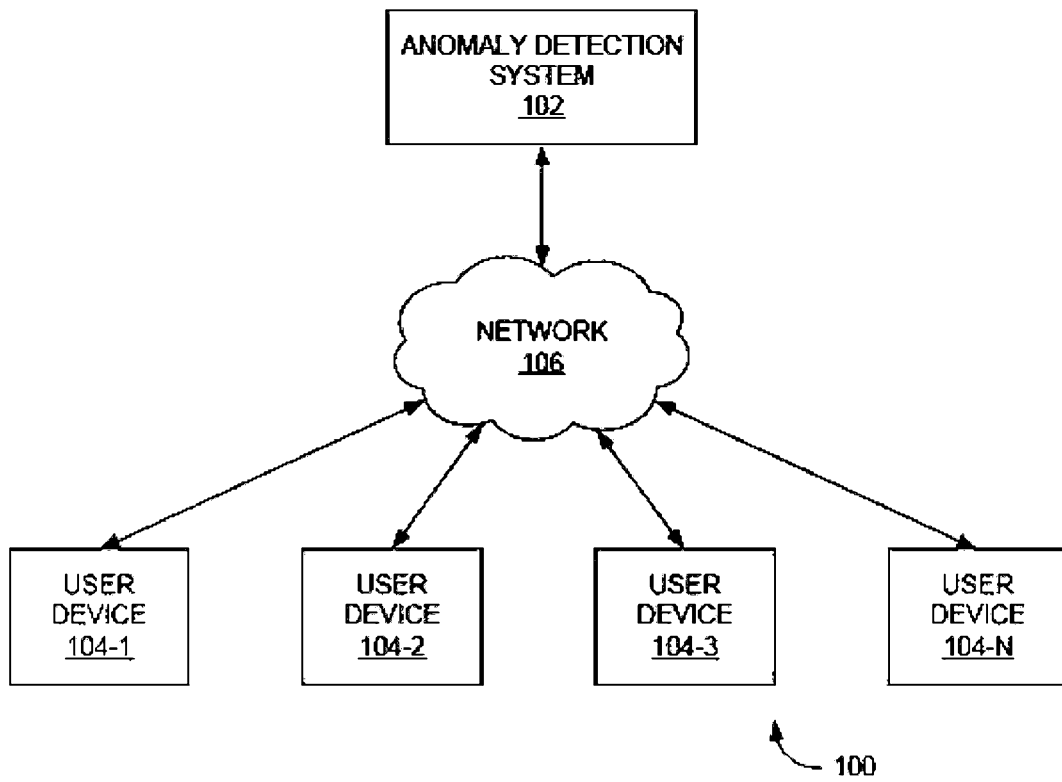 ANOMALY DETECTION
SYSTEM
102
NETWORK
106
USER
DEVICE
104-1
USER
DEVICE
104-2
USER
DEVICE
104-3
USER
DEVICE
104-N
100